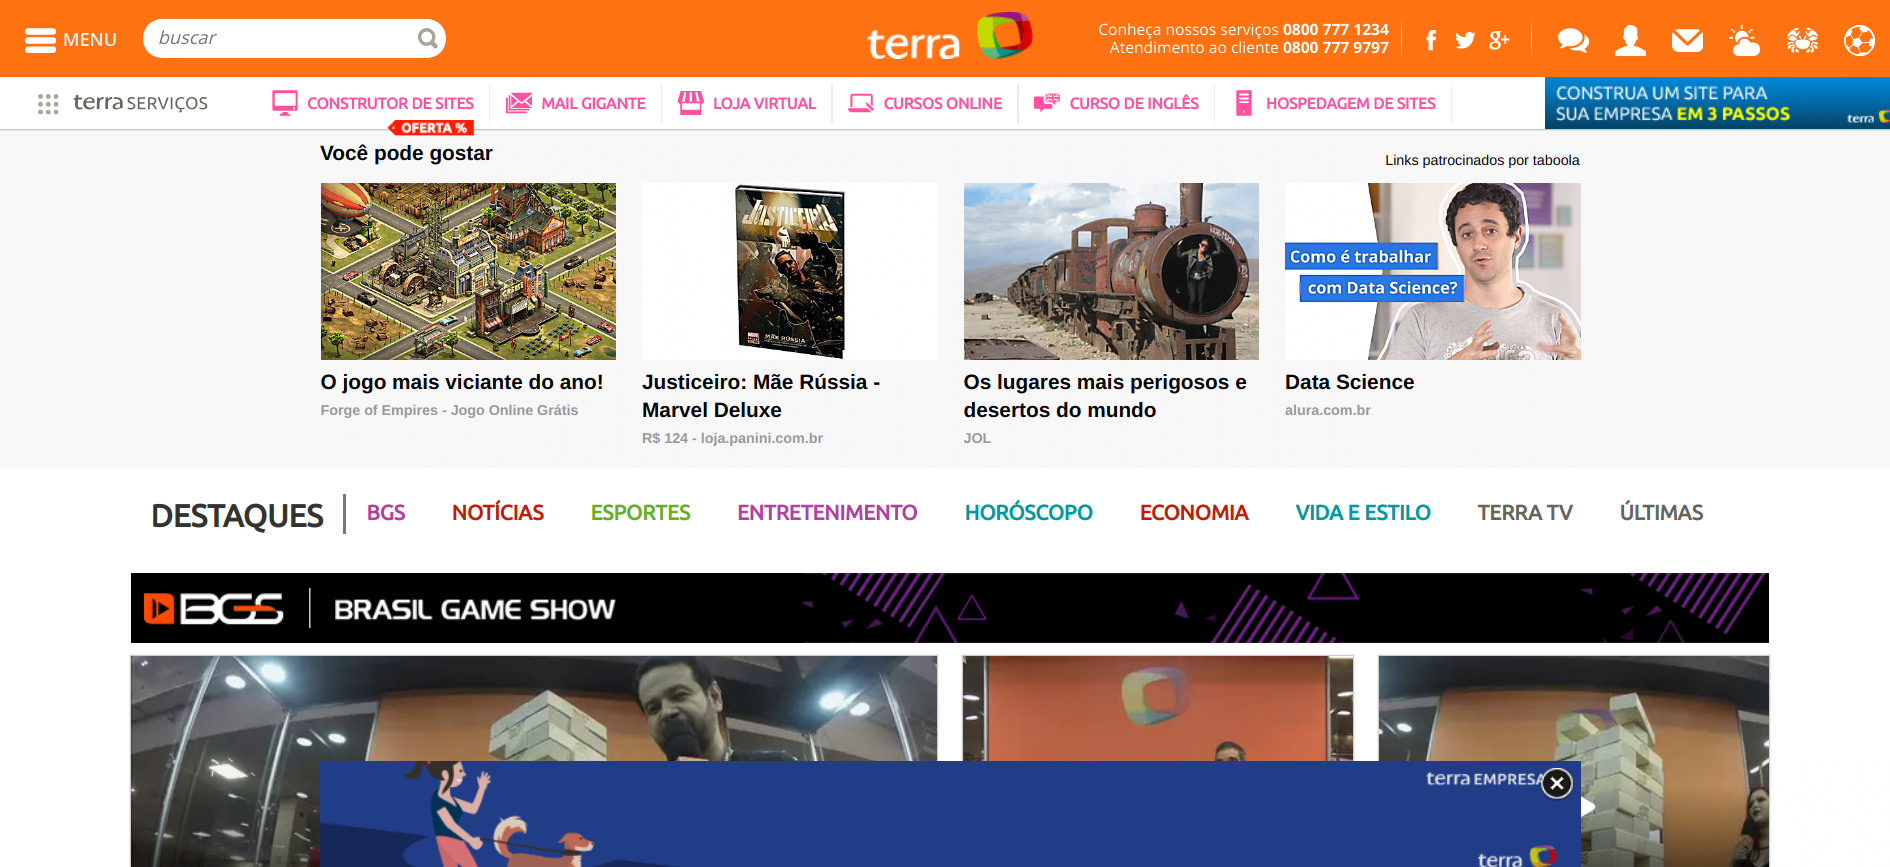 MENU
buscar
terra
Conheça nossos serviços 0800 777 1234
Atendimento ao cliente 0800 777 9797
f
g+
terra SERVIÇOS
CONSTRUTOR DE SITES
OFERTA %
MAIL GIGANTE
LOJA VIRTUAL
CURSOS ONLINE
CURSO DE INGLÊS
HOSPEDAGEM DE SITES
CONSTRUA UM SITE PARA
SUA EMPRESA EM 3 PASSOS
terra
Você pode gostar
Links patrocinados por taboola
JUSTICEIRO
MÃE RÚSSIA
Como é trabalhar
com Data Science?
O jogo mais viciante do ano!
Forge of Empires - Jogo Online Grátis
Justiceiro: Mãe Rússia -
Marvel Deluxe
R$ 124 - loja.panini.com.br
Os lugares mais perigosos e
desertos do mundo
JOL
Data Science
alura.com.br
DESTAQUES
BGS
NOTÍCIAS
ESPORTES
ENTRETENIMENTO
HORÓSCOPO
ECONOMIA
VIDA E ESTILO
TERRA TV
ÚLTIMAS
BGS
BRASIL GAME SHOW
terra EMPRESA
terra